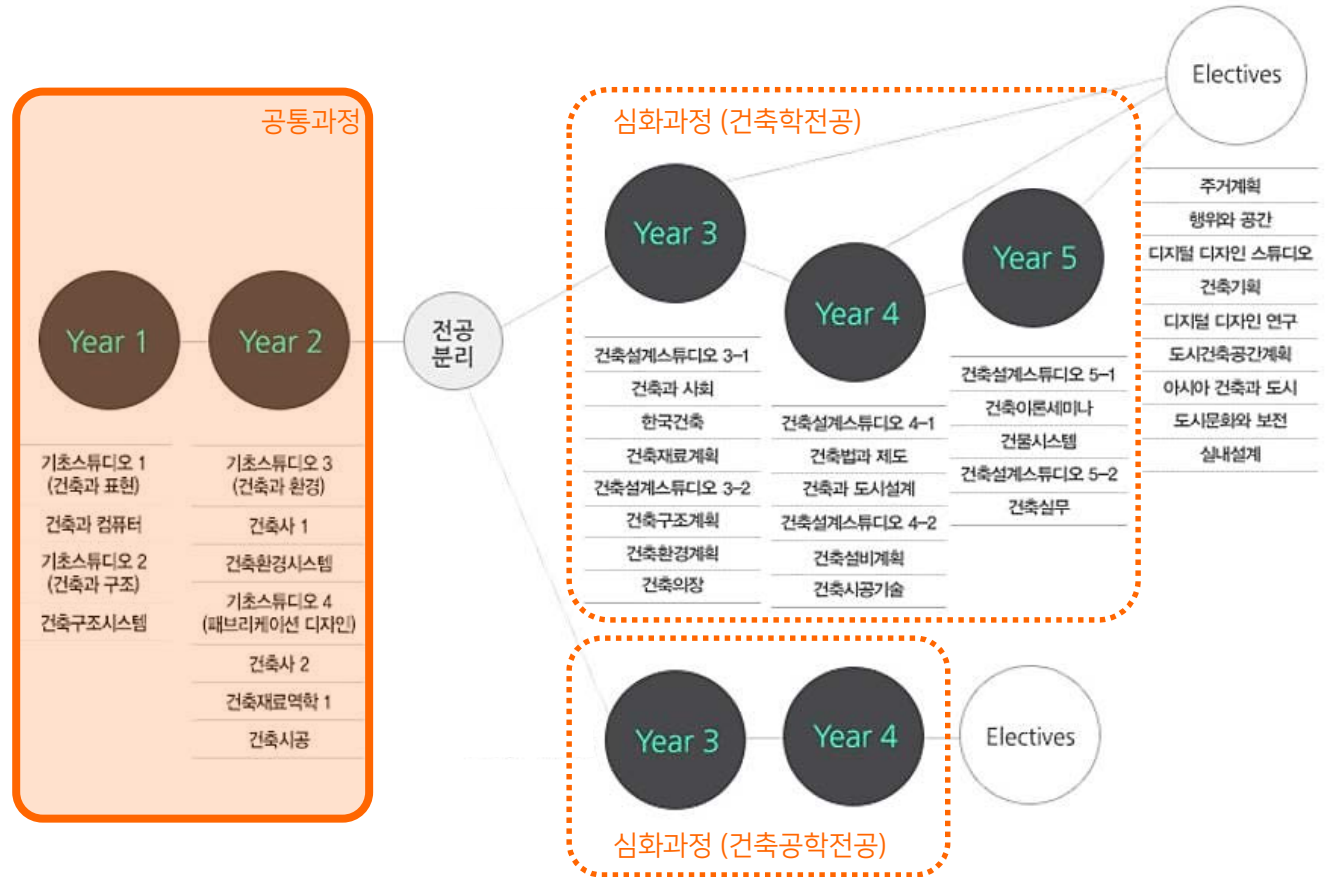 공통과정
Year 1
기초스튜디오 1
(건축과 표현)
건축과 컴퓨터
기초스튜디오 2
(건축과 구조)
건축구조시스템
Year 2
기초스튜디오 3
(건축과 환경)
건축사 1
건축환경시스템
기초스튜디오 4
(패브리케이션 디자인)
건축사 2
건축재료역학 1
건축시공
전공
분리
심화과정 (건축학전공)
Year 3
건축설계스튜디오 3–1
건축과 사회
한국건축
건축재료계획
건축설계스튜디오 3–2
건축구조계획
건축환경계획
건축의장
Year 4
건축설계스튜디오 4–1
건축법과 제도
건축과 도시설계
건축설계스튜디오 4–2
건축설비계획
건축시공기술
Year 5
건축설계스튜디오 5–1
건축이론세미나
건물시스템
건축설계스튜디오 5–2
건축실무
Electives
주거계획
행위와 공간
디지털 디자인 스튜디오
건축기획
디지털 디자인 연구
도시건축공간계획
아시아 건축과 도시
도시문화와 보전
실내설계
Year 3
Year 4
Electives
심화과정 (건축공학전공)